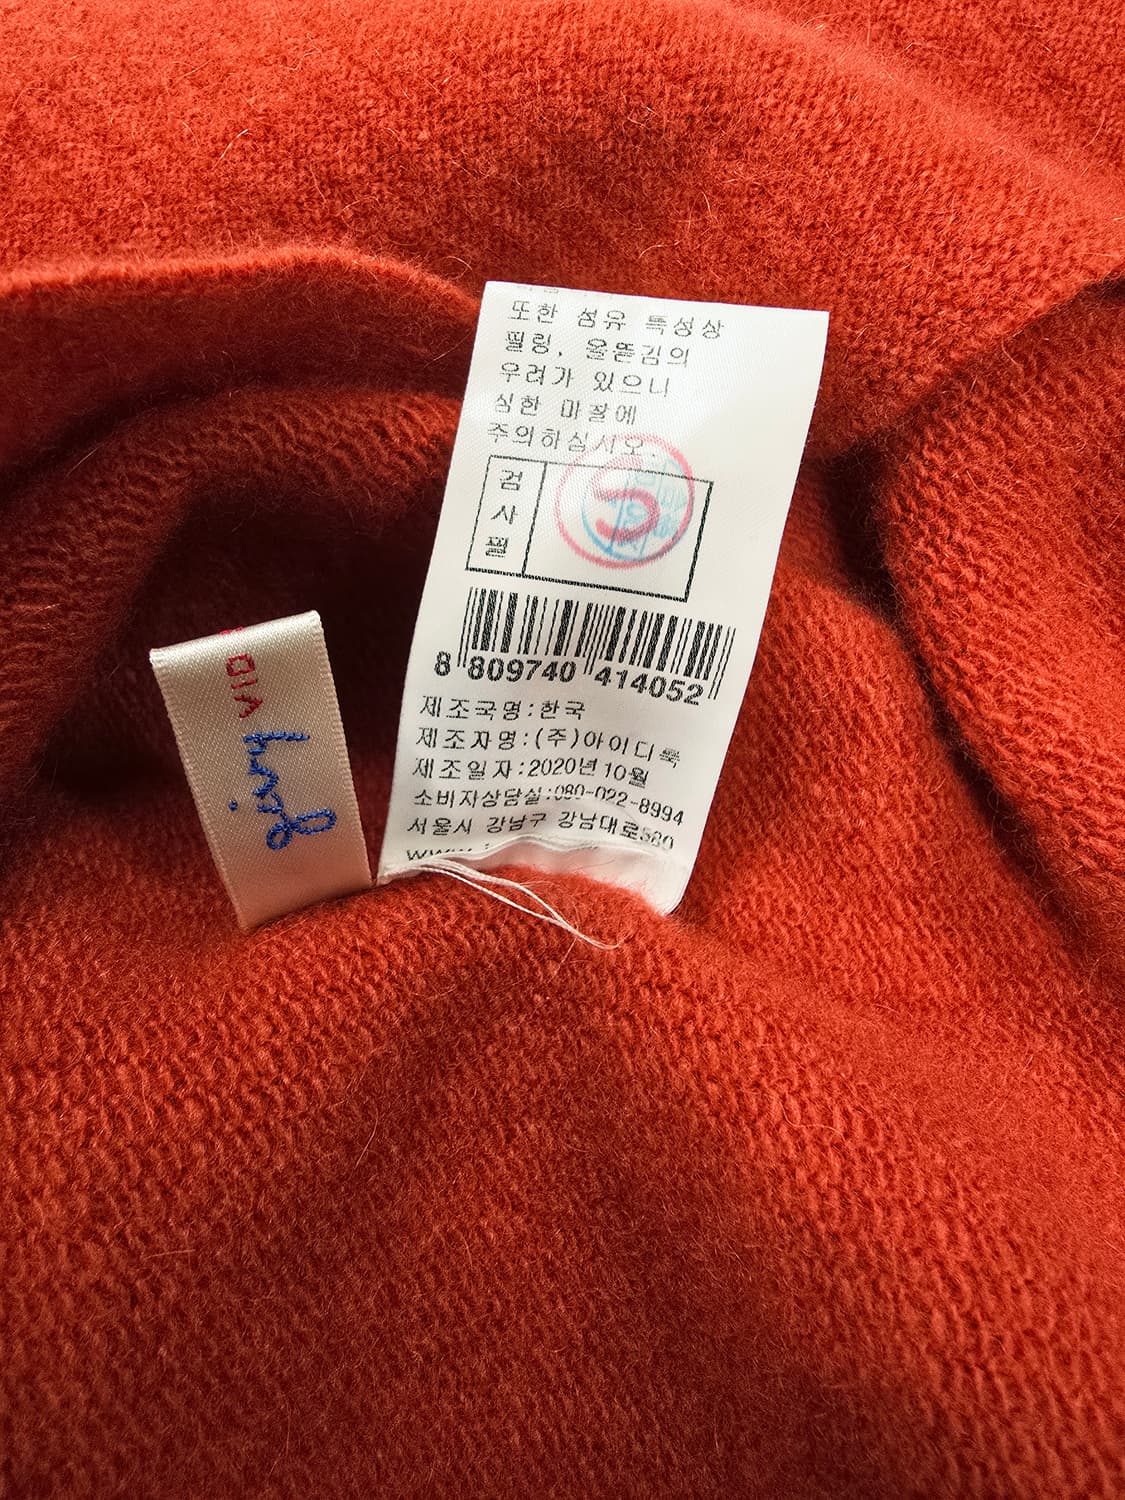 또한 섬유 특성상
필링, 올뜯김의
우려가 있으니
심한 마찰에
주의하십시오.
검
사
필
8 809740 414052
제조국명:한국
제조자명:(주)아이디룩
제조일자:2020년 10월
소비자상담실:080-022-8994
서울시 강남구 강남대로